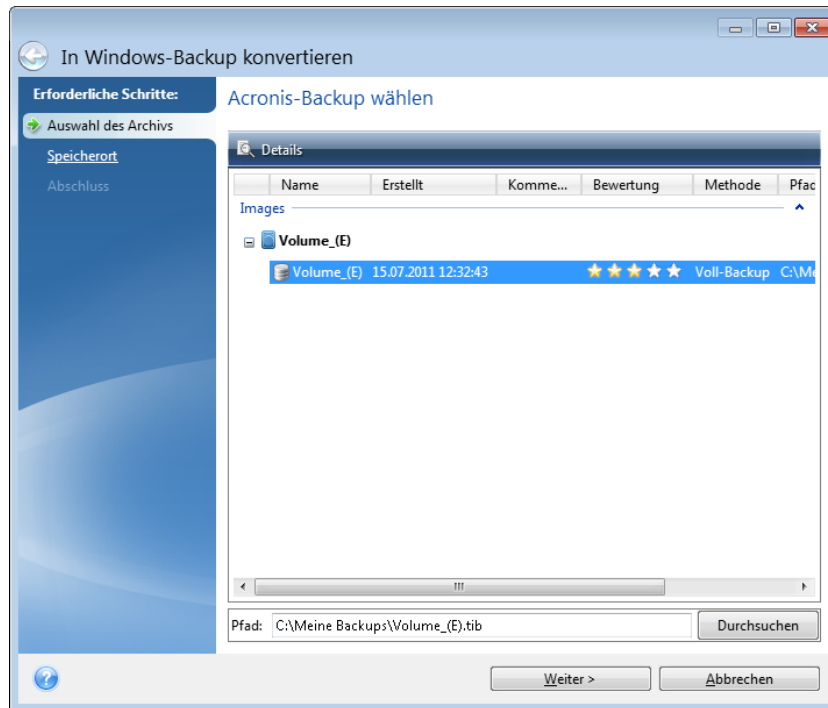 In Windows-Backup konvertieren
Erforderliche Schritte:
Auswahl des Archivs
Speicherort
Abschluss
Acronis-Backup wählen
Details
Name Erstellt Komme... Bewertung Methode Pfad
Images
Volume_(E)
Volume_(E) 15.07.2011 12:32:43 Voll-Backup C:\Me
Pfad: C:\Meine Backups\Volume_(E).tib Durchsuchen
Weiter > Abbrechen